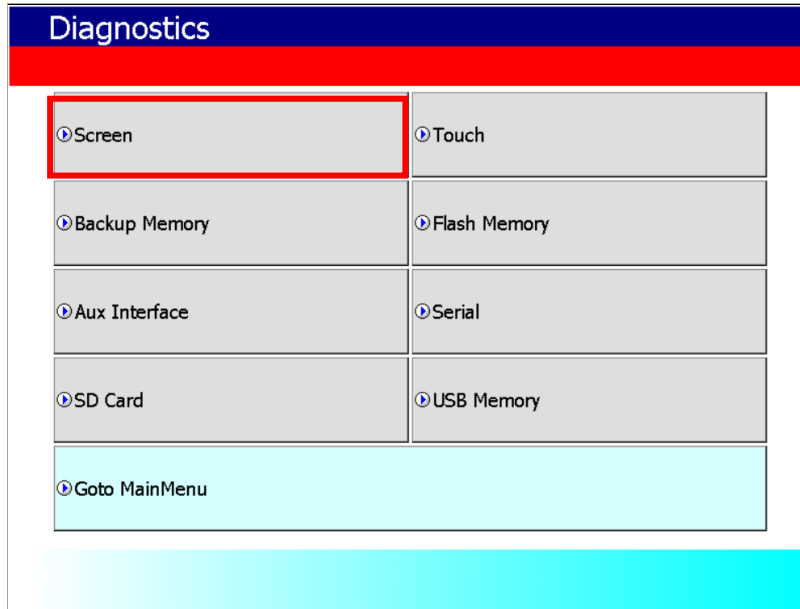 Diagnostics
Screen
Touch
Backup Memory
Flash Memory
Aux Interface
Serial
SD Card
USB Memory
Goto MainMenu